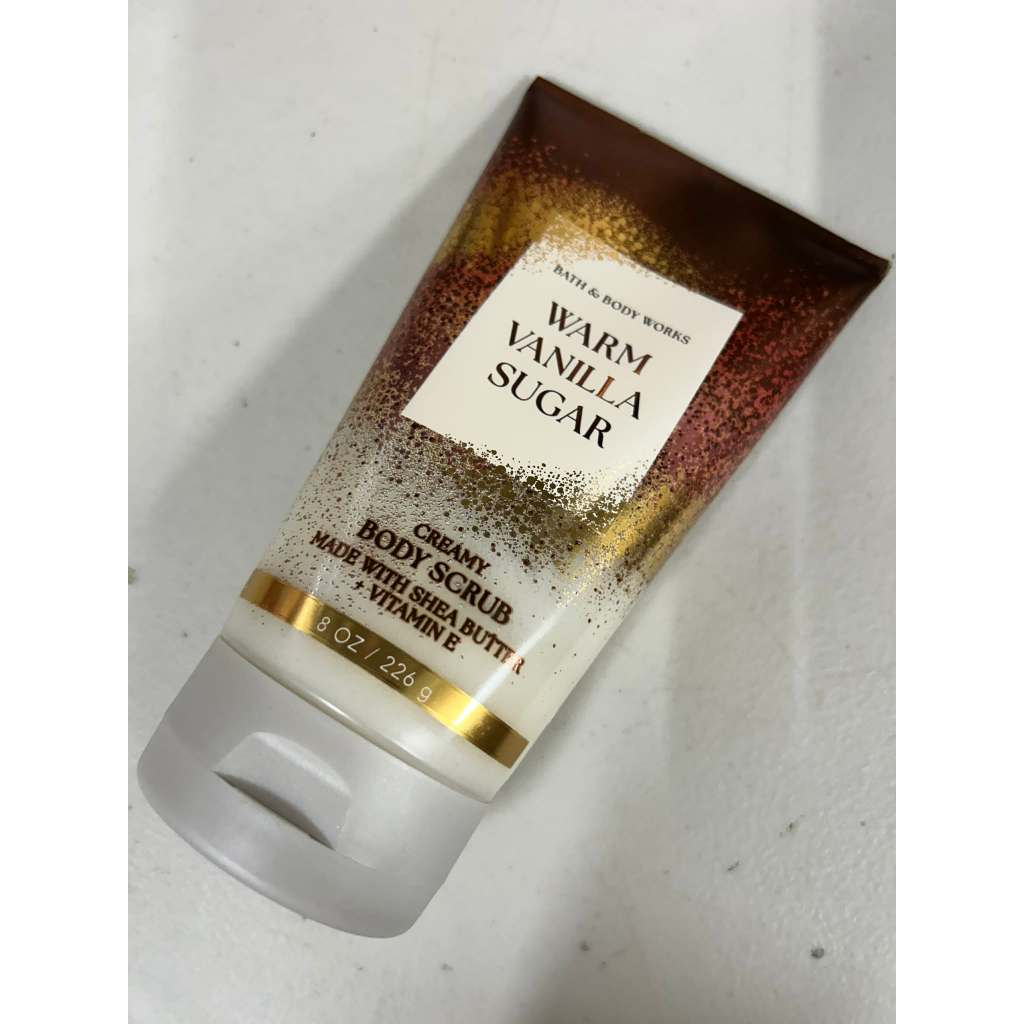 BATH & BODY WORKS
WARM
VANILLA
SUGAR
CREAMY
BODY SCRUB
MADE WITH SHEA BUTTER
+ VITAMIN E
8 OZ / 226 g